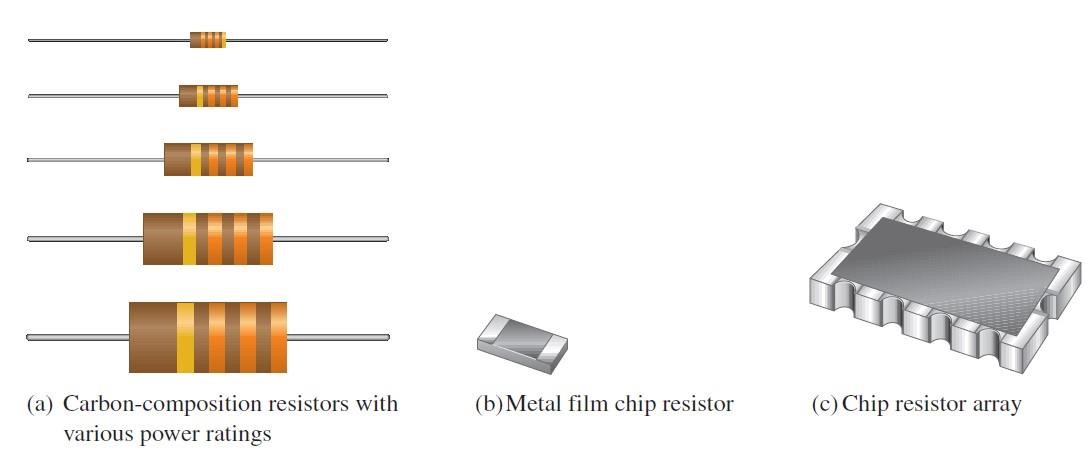 (a) Carbon-composition resistors with
various power ratings
(b) Metal film chip resistor
(c) Chip resistor array